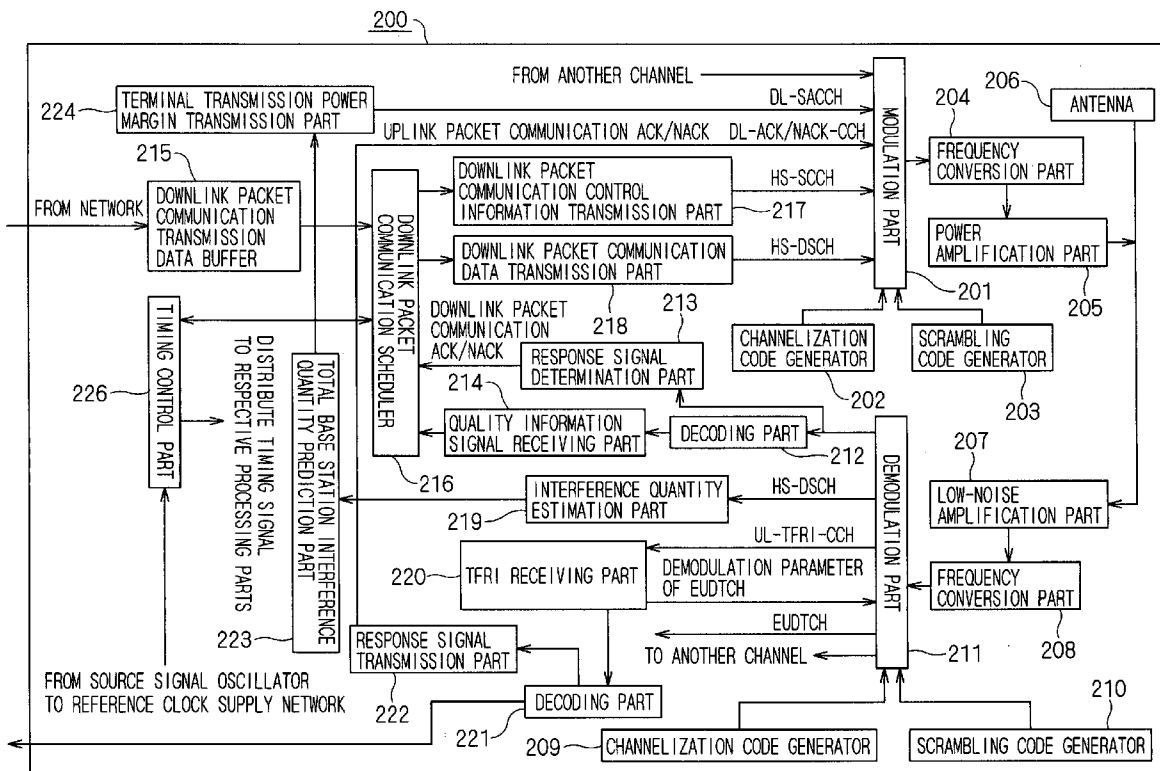 200
FROM ANOTHER CHANNEL
206
ANTENNA
224
TERMINAL TRANSMISSION POWER
MARGIN TRANSMISSION PART
DL-SACCH
MODULATION PART
204
FREQUENCY
CONVERSION PART
UPLINK PACKET COMMUNICATION ACK/NACK
DL-ACK/NACK-CCH
215
DOWNLINK PACKET
COMMUNICATION
TRANSMISSION
DATA BUFFER
FROM NETWORK
DOWNLINK PACKET
COMMUNICATION SCHEDULER
DOWNLINK PACKET
COMMUNICATION CONTROL
INFORMATION TRANSMISSION PART
217
HS-SCCH
POWER
AMPLIFICATION PART
205
DOWNLINK PACKET COMMUNICATION
DATA TRANSMISSION PART
218
HS-DSCH
201
CHANNELIZATION
CODE GENERATOR
202
SCRAMBLING
CODE GENERATOR
203
226
TIMING CONTROL PART
DISTRIBUTE TIMING SIGNAL
TO RESPECTIVE PROCESSING PARTS
TOTAL BASE STATION INTERFERENCE
QUANTITY PREDICTION PART
223
DOWNLINK PACKET
COMMUNICATION
ACK/NACK
213
RESPONSE SIGNAL
DETERMINATION PART
214
QUALITY INFORMATION
SIGNAL RECEIVING PART
DECODING PART
212
216
DEMODULATION PART
207
LOW-NOISE
AMPLIFICATION PART
INTERFERENCE QUANTITY
ESTIMATION PART
219
HS-DSCH
UL-TFRI-CCH
220
TFRI RECEIVING PART
DEMODULATION PARAMETER
OF EUDTCH
FREQUENCY
CONVERSION PART
208
EUDTCH
TO ANOTHER CHANNEL
211
RESPONSE SIGNAL
TRANSMISSION PART
222
FROM SOURCE SIGNAL OSCILLATOR
TO REFERENCE CLOCK SUPPLY NETWORK
DECODING PART
221
209
CHANNELIZATION CODE GENERATOR
210
SCRAMBLING CODE GENERATOR